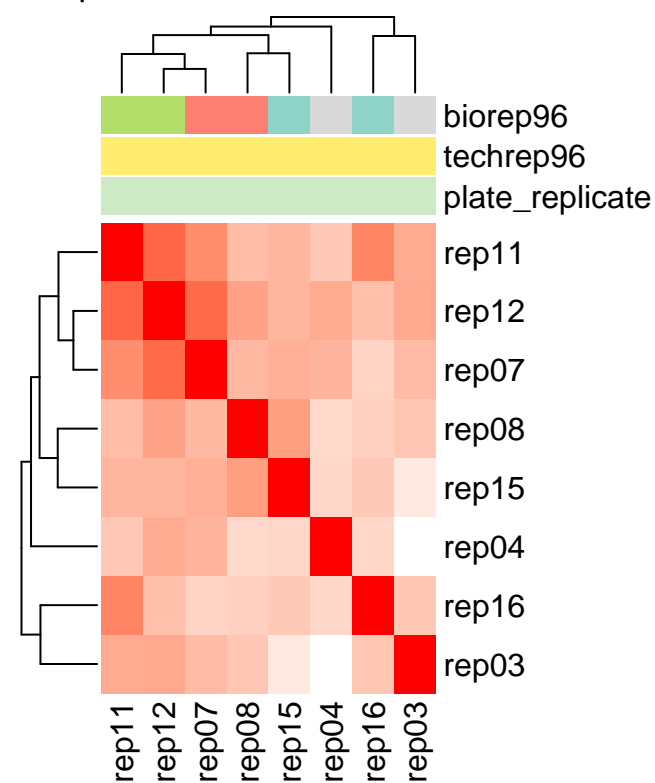 biorep96
techrep96
plate_replicate
rep11
rep12
rep07
rep08
rep15
rep04
rep16
rep03
rep11 rep12 rep07 rep08 rep15 rep04 rep16 rep03